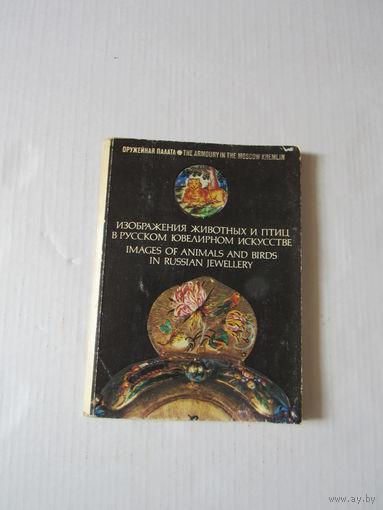 ОРУЖЕЙНАЯ ПАЛАТА ● THE ARMOURY IN THE MOSCOW KREMLIN
ИЗОБРАЖЕНИЯ ЖИВОТНЫХ И ПТИЦ
В РУССКОМ ЮВЕЛИРНОМ ИСКУССТВЕ
IMAGES OF ANIMALS AND BIRDS
IN RUSSIAN JEWELLERY
www.ay.by